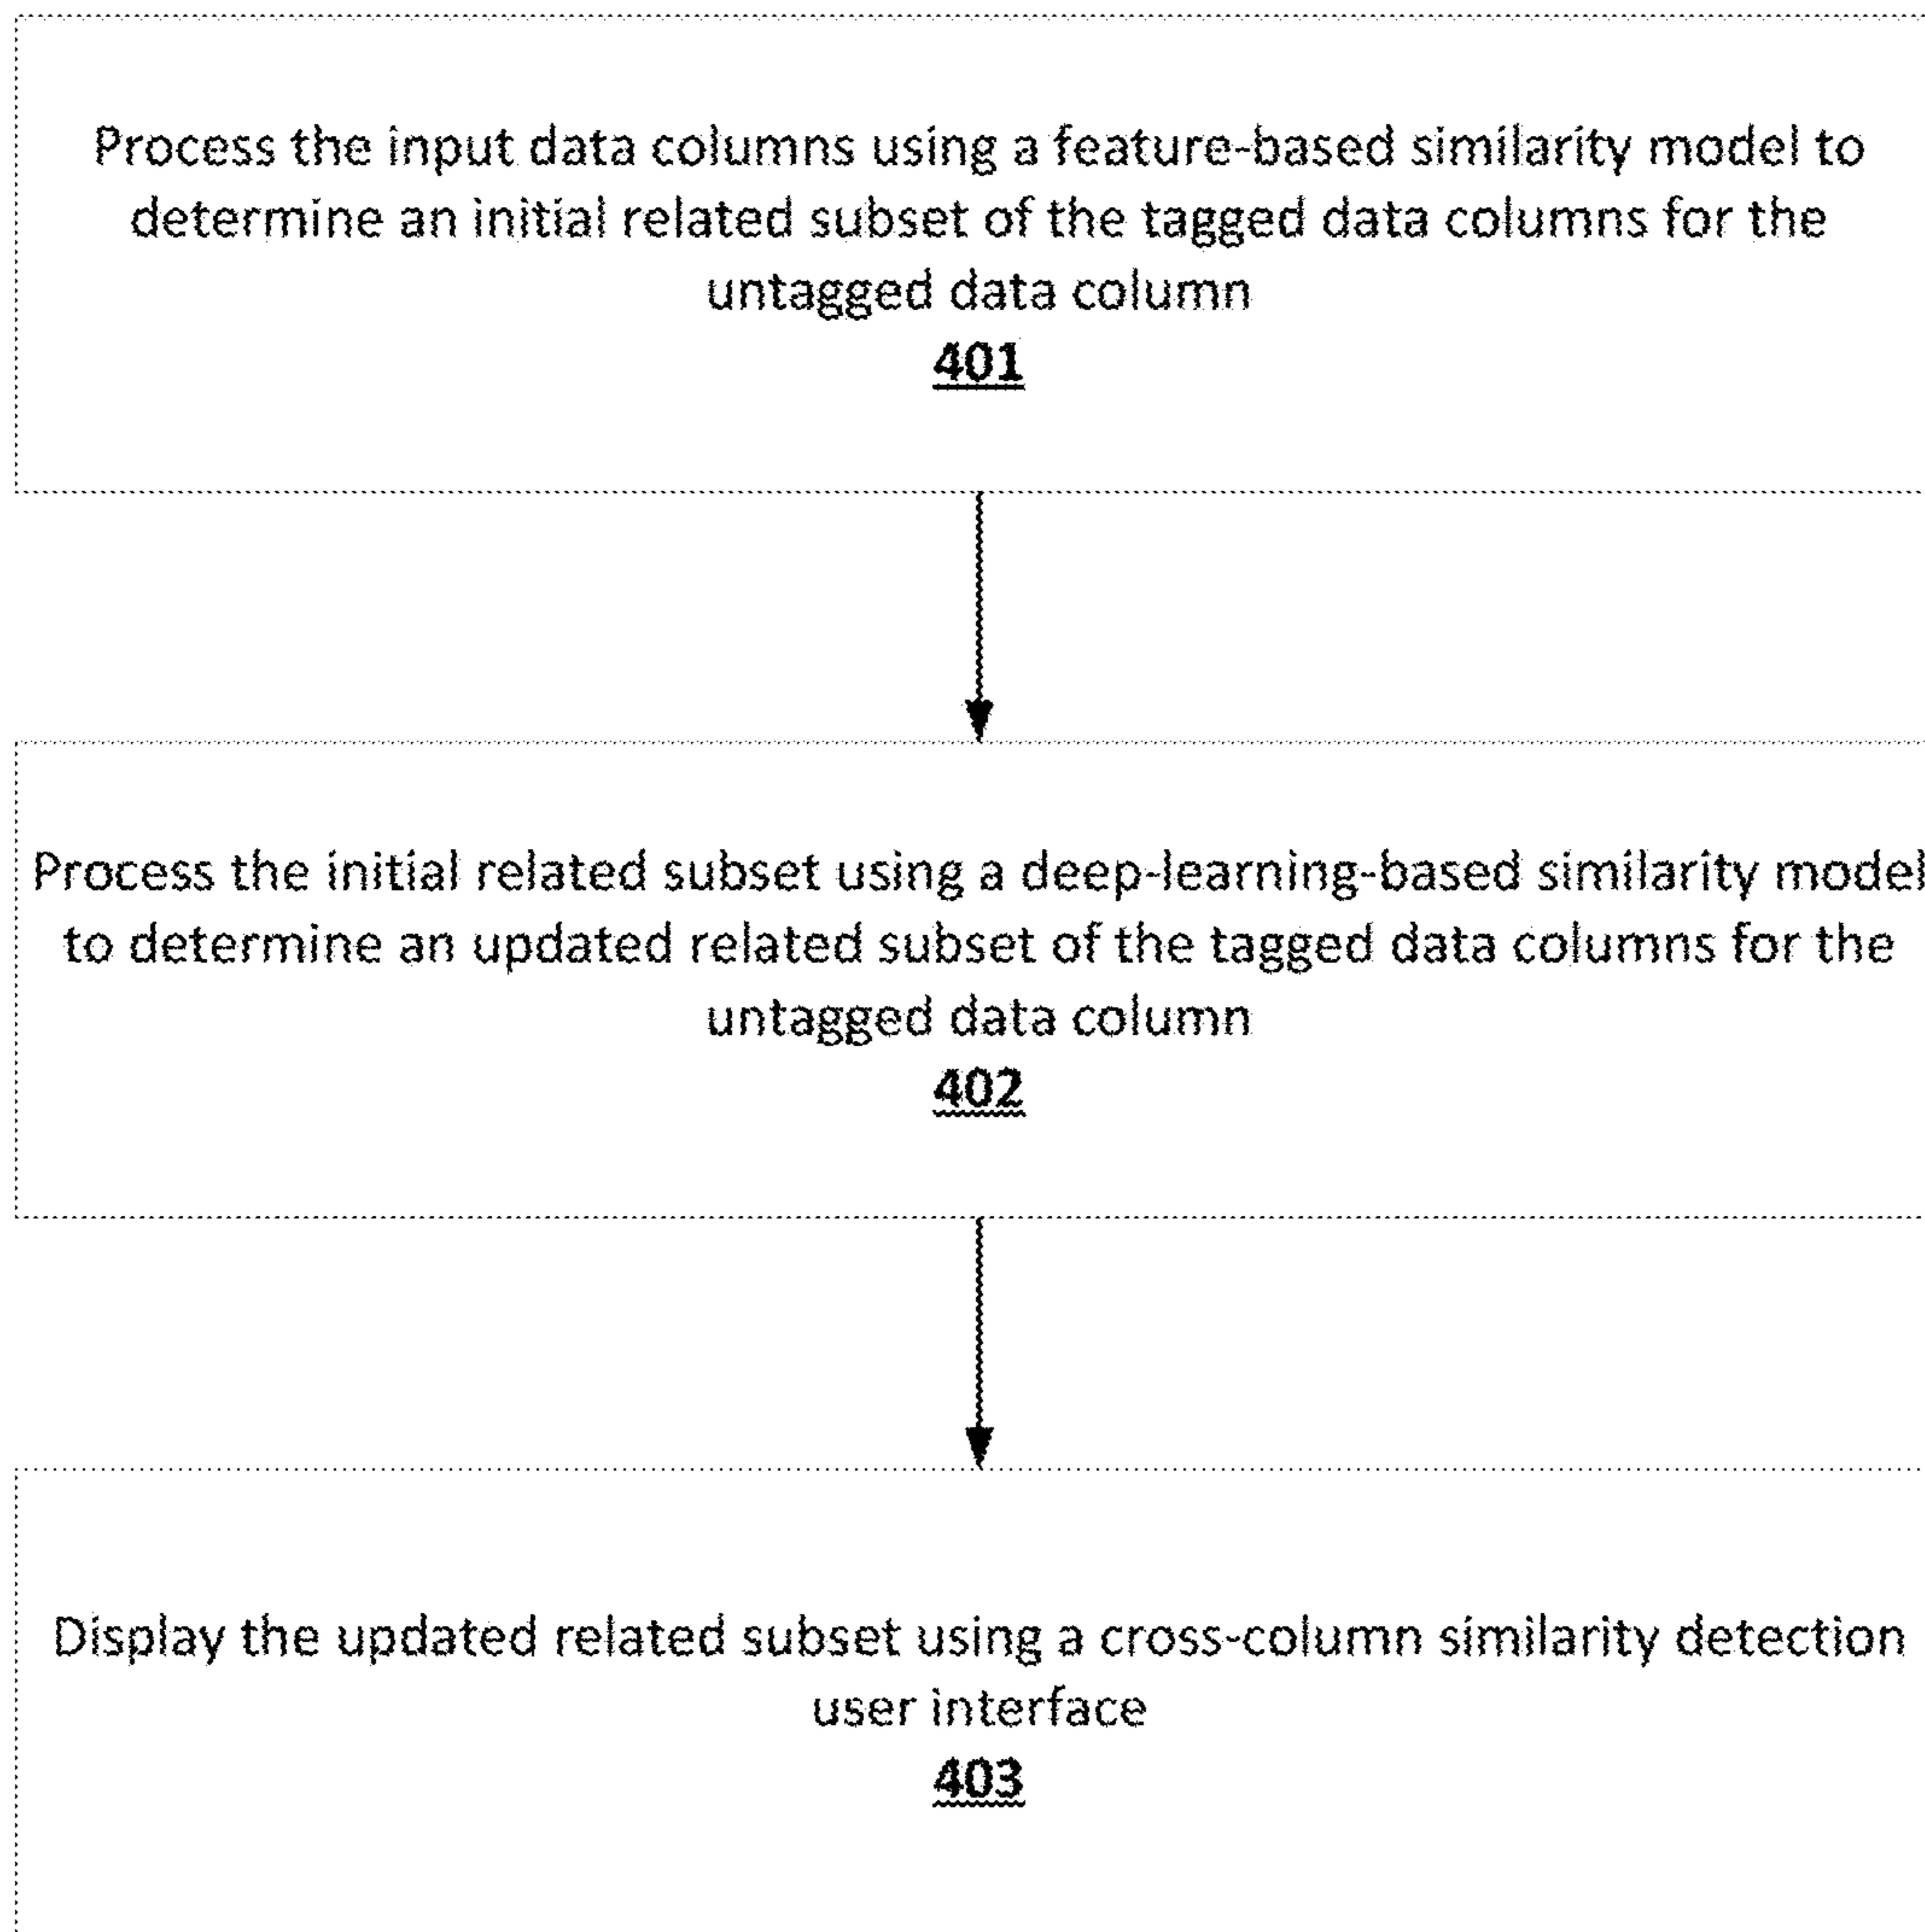 Process the input data columns using a feature-based similarity model to
determine an initial related subset of the tagged data columns for the
untagged data column
401
Process the initial related subset using a deep-learning-based similarity model
to determine an updated related subset of the tagged data columns for the
untagged data column
402
Display the updated related subset using a cross-column similarity detection
user interface
403